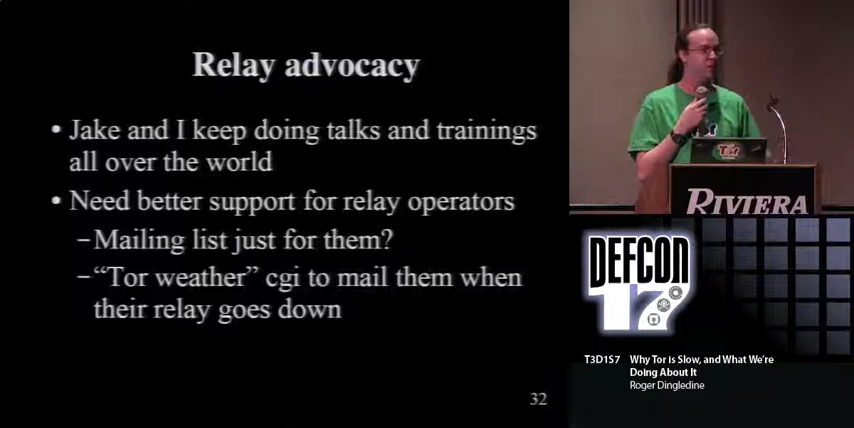 Relay advocacy
• Jake and I keep doing talks and trainings
all over the world
• Need better support for relay operators
–Mailing list just for them?
–“Tor weather” cgi to mail them when
their relay goes down
32
Tor
RIVIERA
DEFCON
17
T3D1S7 Why Tor is Slow, and What We're
Doing About It
Roger Dingledine